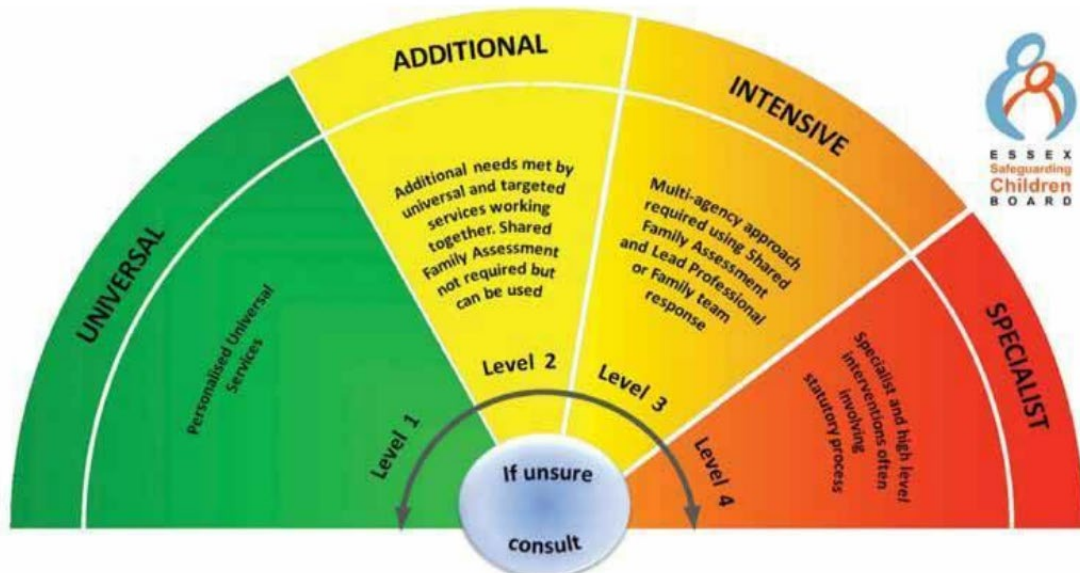 UNIVERSAL
Personalised Universal
Services
Level 1
ADDITIONAL
Additional needs met by
universal and targeted
services working
together. Shared
Family Assessment
not required but
can be used
Level 2
INTENSIVE
Multi-agency approach
required using Shared
Family Assessment
and Lead Professional
or Family team
response
Level 3
SPECIALIST
Specialist and high level
interventions often
involving
statutory process
Level 4
If unsure
consult
ESSEX
Safeguarding
Children
BOARD